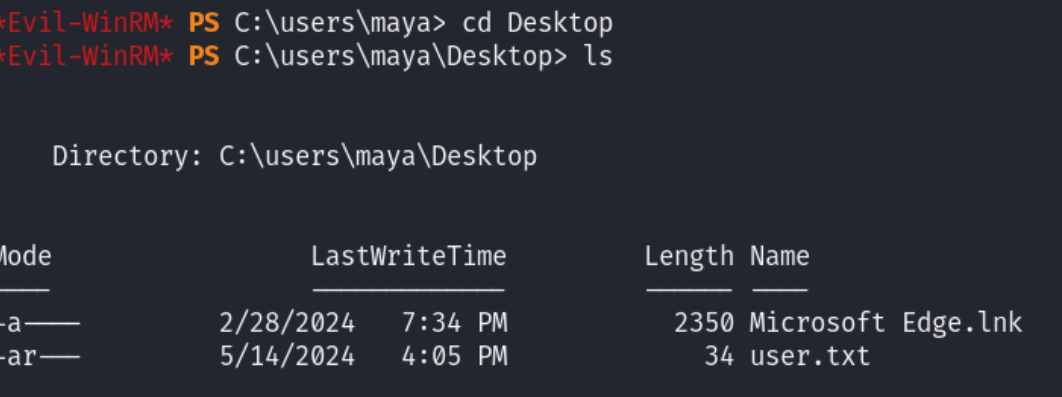 *Evil-WinRM* PS C:\users\maya> cd Desktop
*Evil-WinRM* PS C:\users\maya\Desktop> ls
Directory: C:\users\maya\Desktop
Mode LastWriteTime Length Name
---- ------------- ------ ----
-a---- 2/28/2024 7:34 PM 2350 Microsoft Edge.lnk
-ar--- 5/14/2024 4:05 PM 34 user.txt